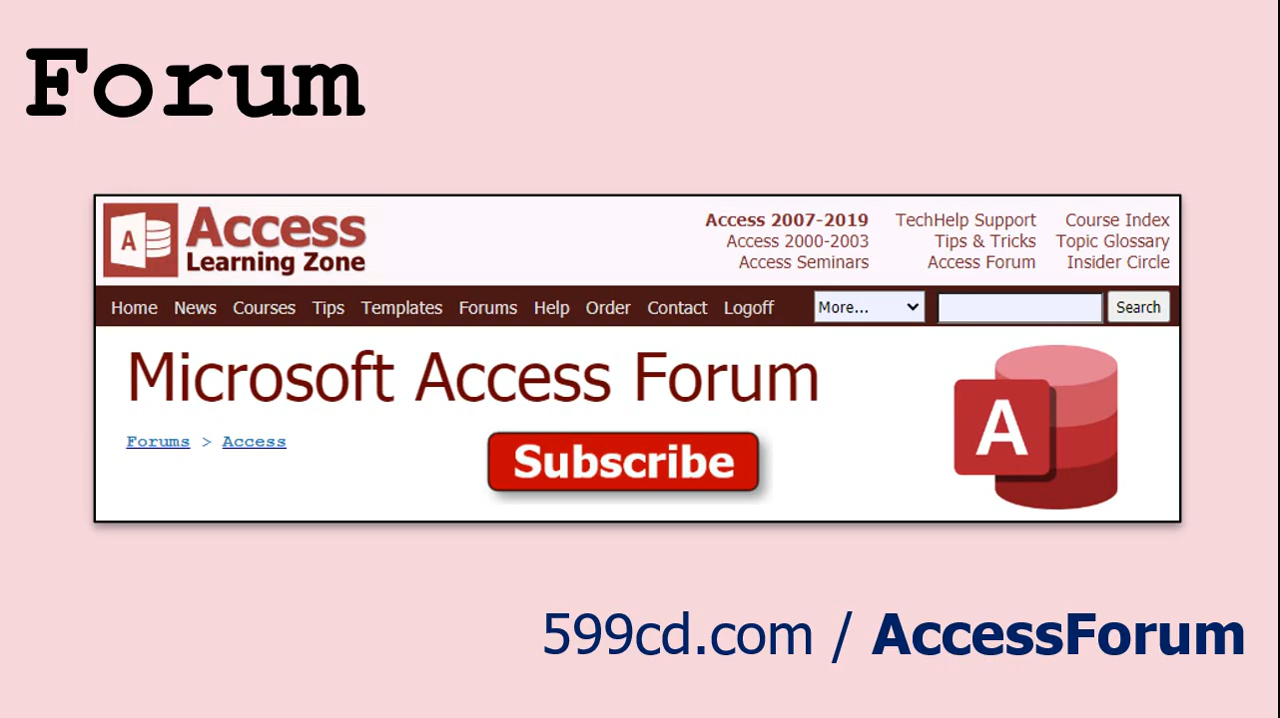 Forum
A
Access
Learning Zone
Access 2007-2019 TechHelp Support Course Index
Access 2000-2003 Tips & Tricks Topic Glossary
Access Seminars Access Forum Insider Circle
Home News Courses Tips Templates Forums Help Order Contact Logoff More... Search
Microsoft Access Forum
Forums > Access
Subscribe
A
599cd.com / AccessForum